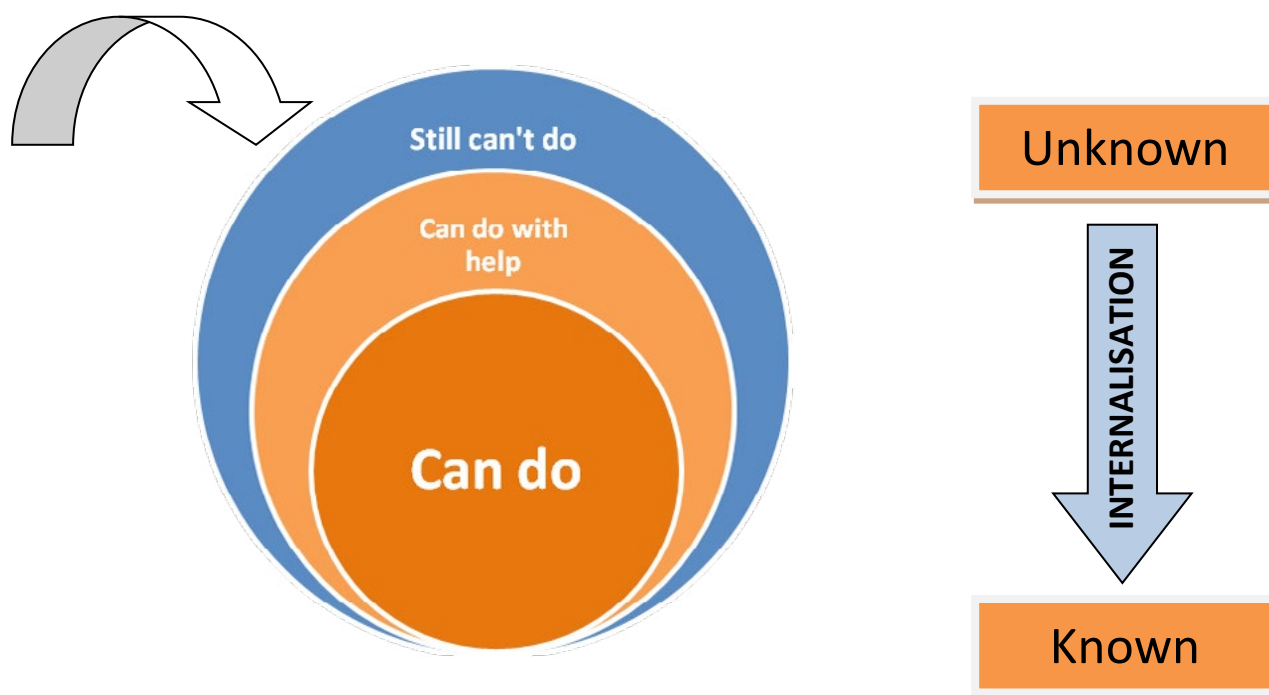 Still can't do
Can do with
help
Can do
Unknown
INTERNALISATION
Known